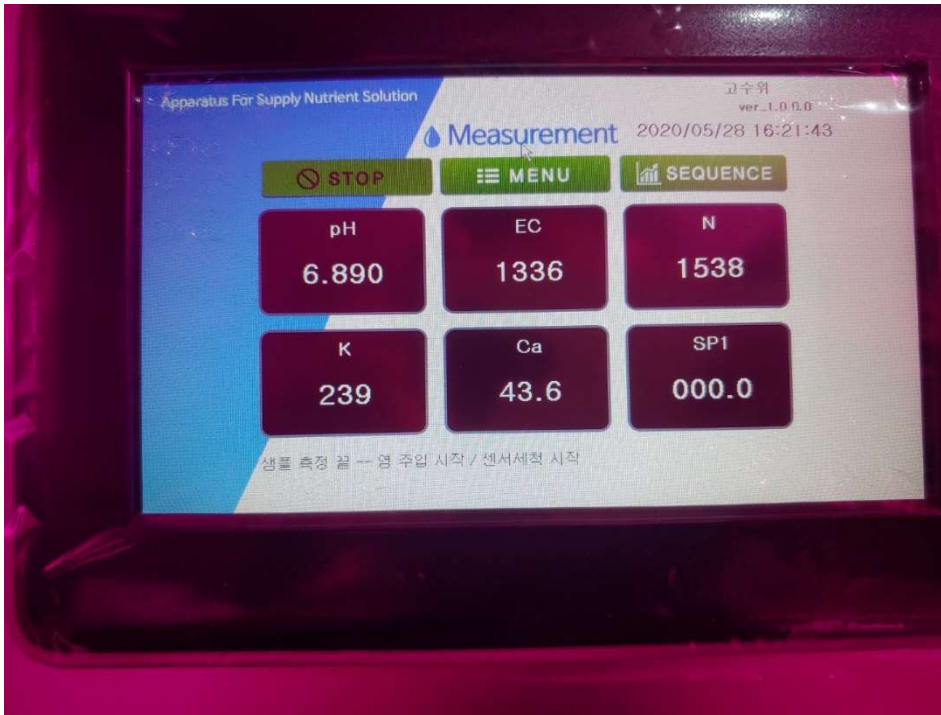 Apparatus For Supply Nutrient Solution
고수위
ver_1.0.0.0
Measurement
2020/05/28 16:21:43
STOP
MENU
SEQUENCE
pH
EC
N
6.890
1336
1538
K
Ca
SP1
239
43.6
000.0
샘플 측정 끝 -- 영 주입 시작 / 센서세척 시작